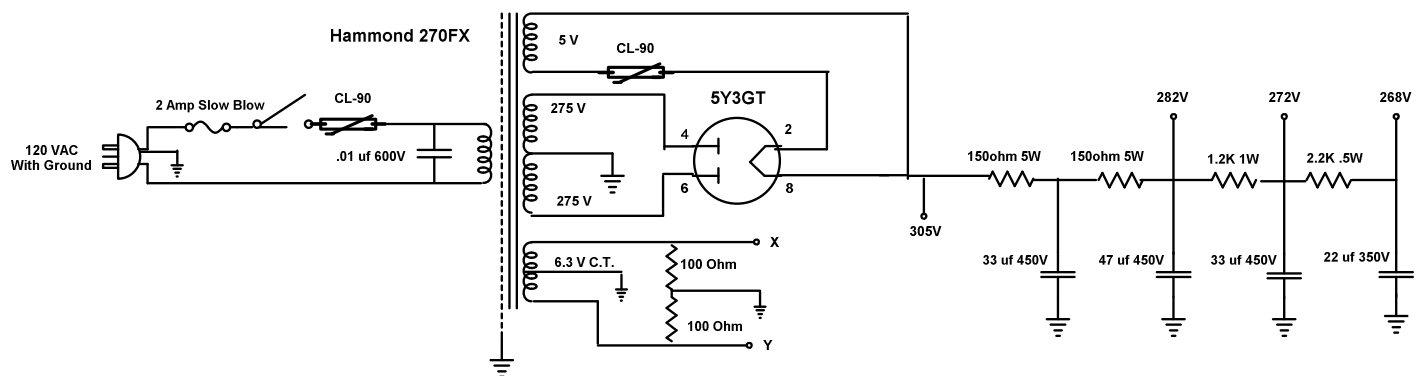 Hammond 270FX
5 V
CL-90
2 Amp Slow Blow
CL-90
275 V
5Y3GT
282V
272V
268V
4
2
120 VAC
With Ground
.01 uf 600V
150ohm 5W
150ohm 5W
1.2K 1W
2.2K .5W
6
8
275 V
305V
X
6.3 V C.T.
100 Ohm
33 uf 450V
47 uf 450V
33 uf 450V
22 uf 350V
100 Ohm
Y